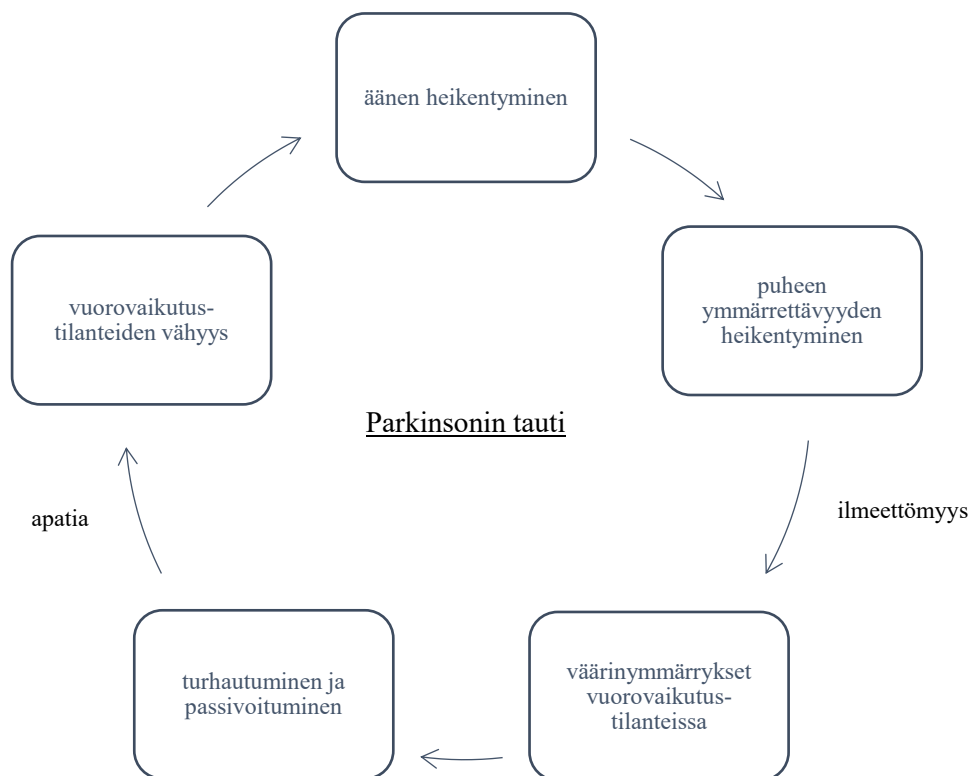 äänen heikentyminen
puheen
ymmärrettävyyden
heikentyminen
vuorovaikutus-
tilanteiden vähyys
Parkinsonin tauti
ilmeettömyys
apatia
väärinymmärrykset
vuorovaikutus-
tilanteissa
turhautuminen ja
passivoituminen